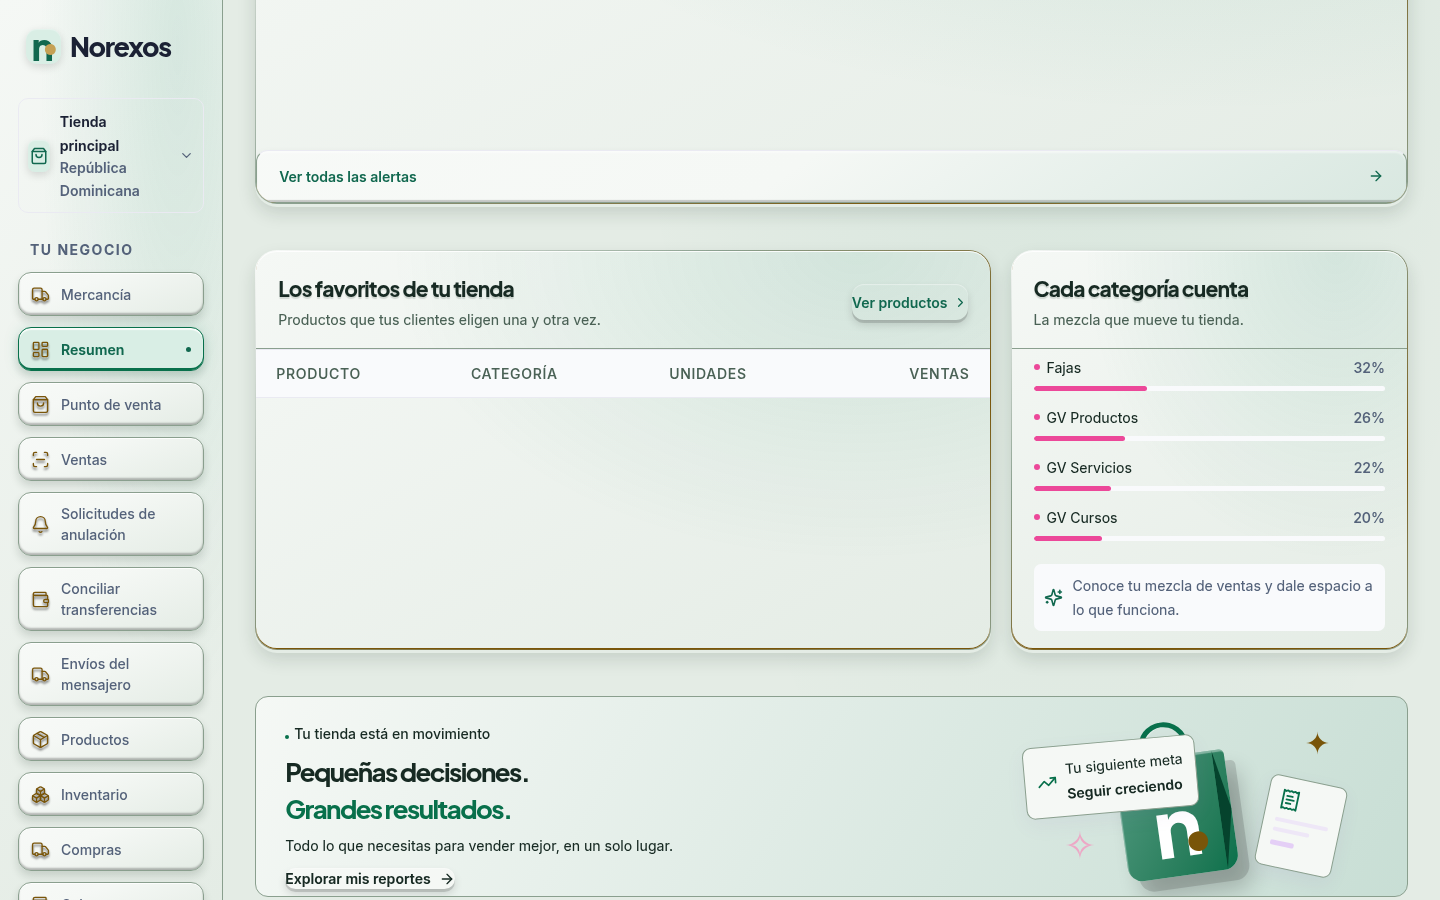 Norexos
Tienda
principal
República
Dominicana
TU NEGOCIO
Mercancía
Resumen
Punto de venta
Ventas
Solicitudes de
anulación
Conciliar
transferencias
Envíos del
mensajero
Productos
Inventario
Compras
Ver todas las alertas
Los favoritos de tu tienda
Productos que tus clientes eligen una y otra vez.
Ver productos
PRODUCTO CATEGORÍA UNIDADES VENTAS
Cada categoría cuenta
La mezcla que mueve tu tienda.
Fajas 32%
GV Productos 26%
GV Servicios 22%
GV Cursos 20%
Conoce tu mezcla de ventas y dale espacio a
lo que funciona.
Tu tienda está en movimiento
Pequeñas decisiones.
Grandes resultados.
Todo lo que necesitas para vender mejor, en un solo lugar.
Explorar mis reportes
Tu siguiente meta
Seguir creciendo
n